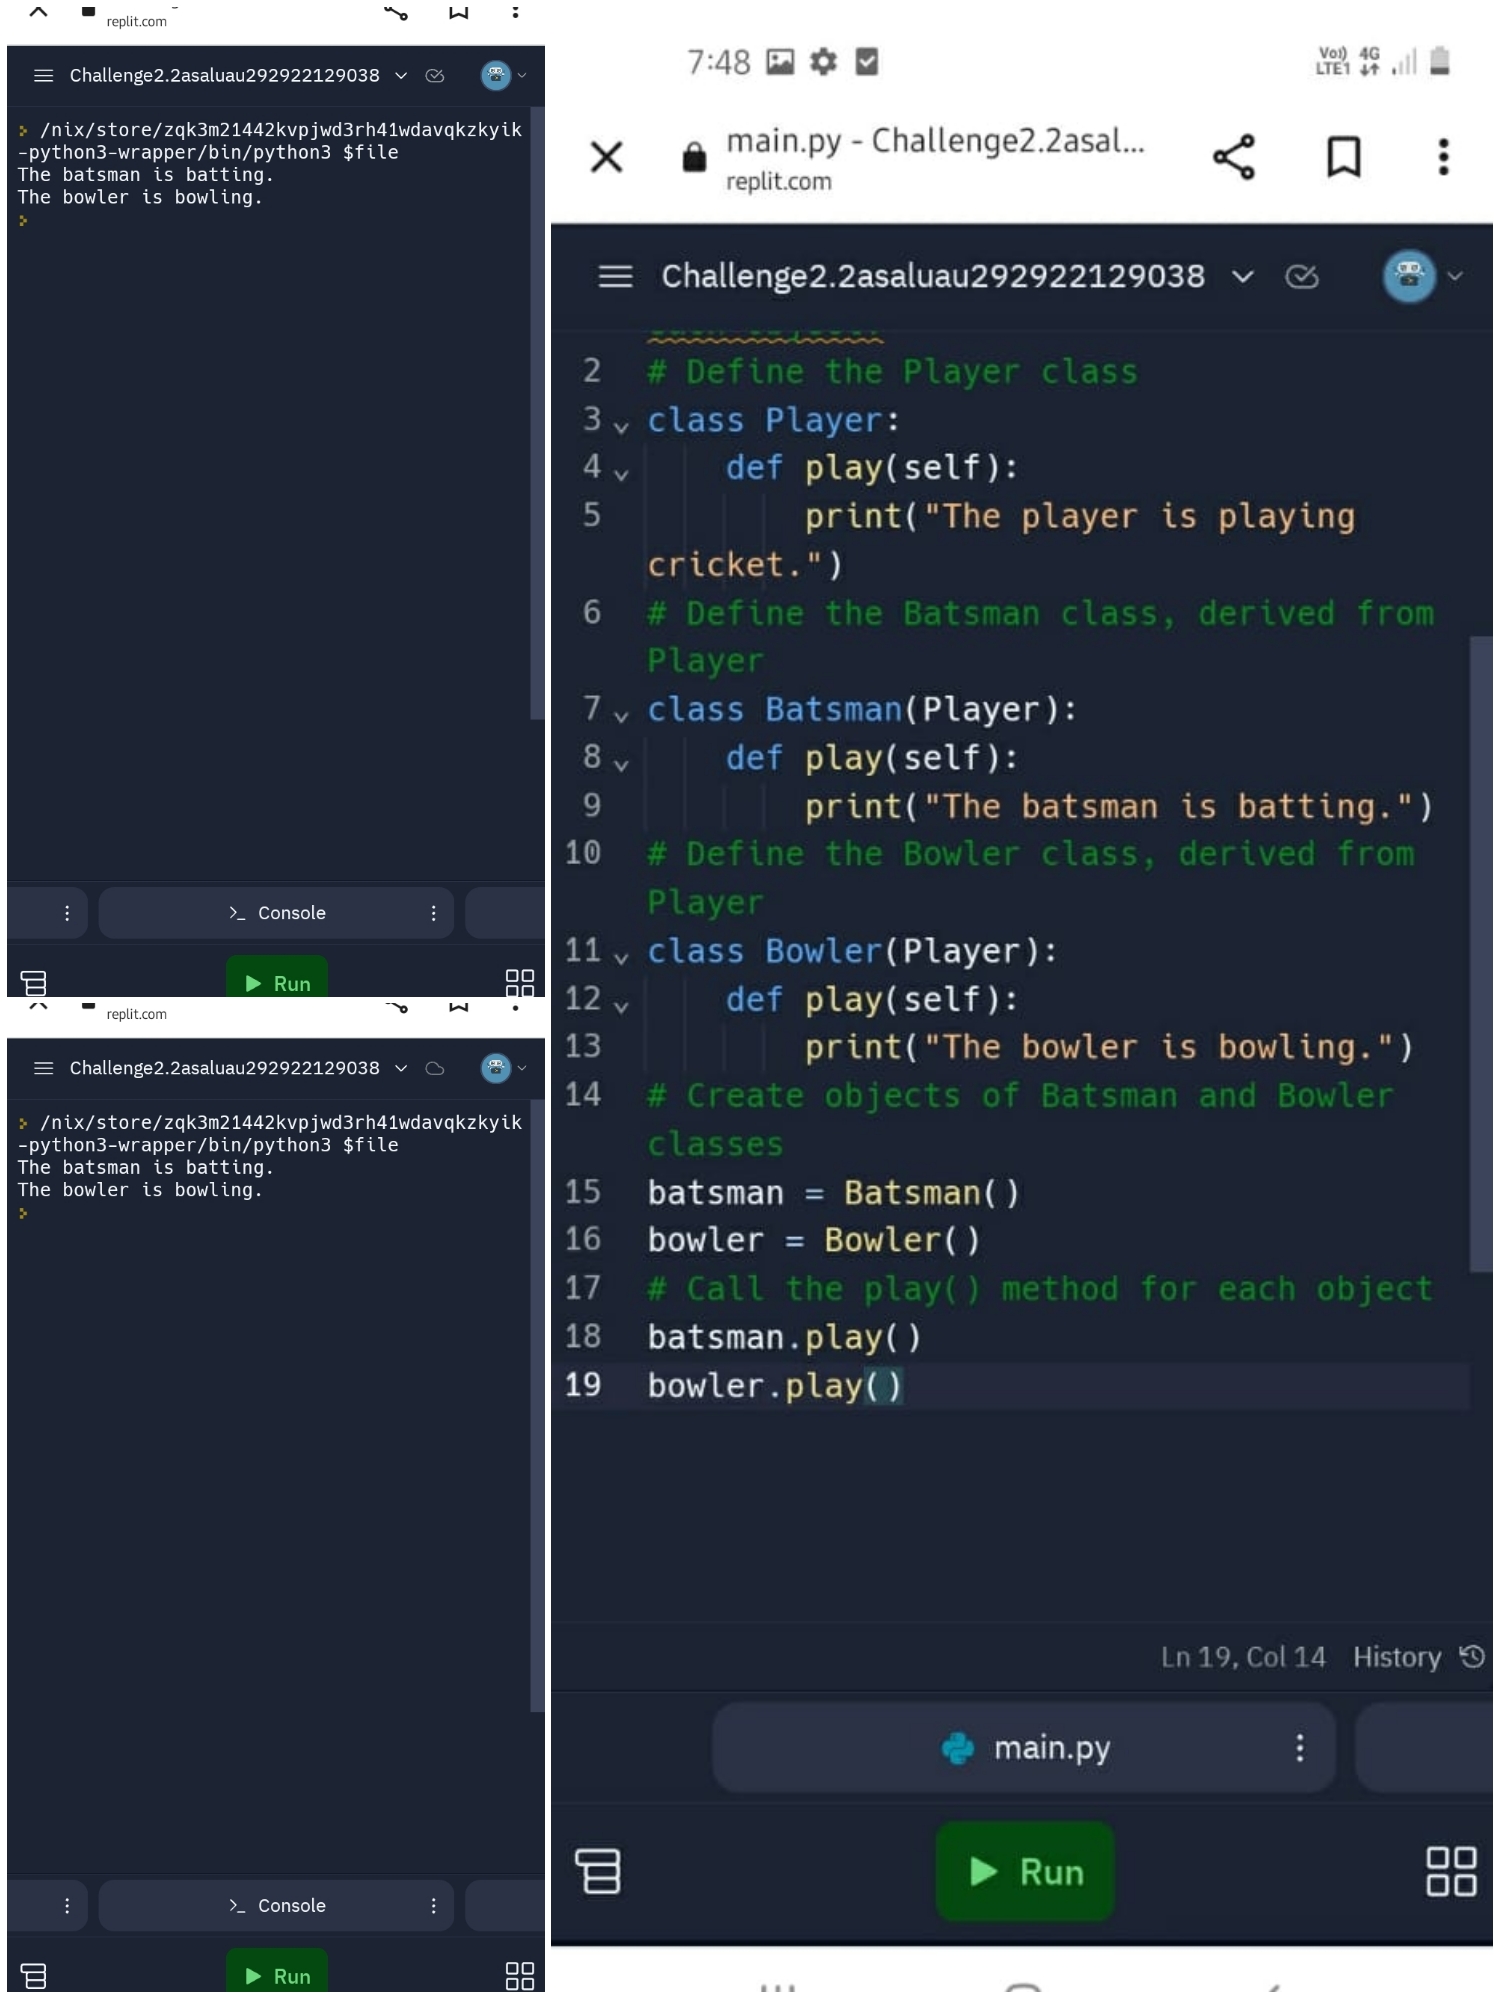 replit.com
Challenge2.2asaluau292922129038
/nix/store/zqk3m21442kvpjwd3rh41wdavqkzkyik
-python3-wrapper/bin/python3 $file
The batsman is batting.
The bowler is bowling.
>_ Console
Run
replit.com
Challenge2.2asaluau292922129038
/nix/store/zqk3m21442kvpjwd3rh41wdavqkzkyik
-python3-wrapper/bin/python3 $file
The batsman is batting.
The bowler is bowling.
>_ Console
Run
7:48
Vo)) 4G
LTE1
main.py - Challenge2.2asal...
replit.com
Challenge2.2asaluau292922129038
2 # Define the Player class
3 class Player:
4 def play(self):
5 print("The player is playing
cricket.")
6 # Define the Batsman class, derived from
Player
7 class Batsman(Player):
8 def play(self):
9 print("The batsman is batting.")
10 # Define the Bowler class, derived from
Player
11 class Bowler(Player):
12 def play(self):
13 print("The bowler is bowling.")
14 # Create objects of Batsman and Bowler
classes
15 batsman = Batsman()
16 bowler = Bowler()
17 # Call the play() method for each object
18 batsman.play()
19 bowler.play()
Ln 19, Col 14 History
main.py
Run